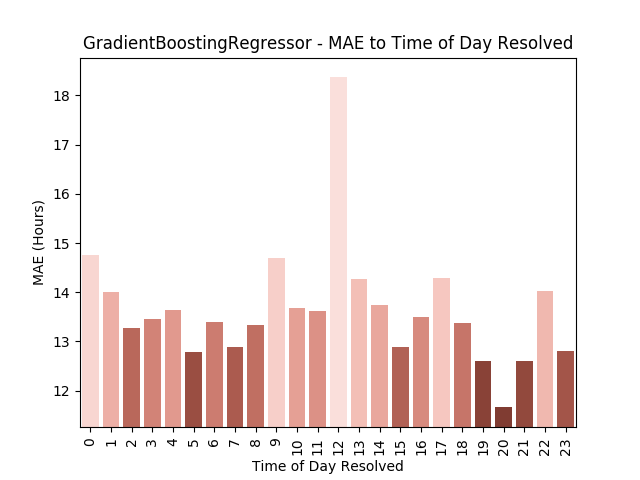 GradientBoostingRegressor - MAE to Time of Day Resolved
MAE (Hours)
18
17
16
15
14
13
12
0 1 2 3 4 5 6 7 8 9 10 11 12 13 14 15 16 17 18 19 20 21 22 23
Time of Day Resolved